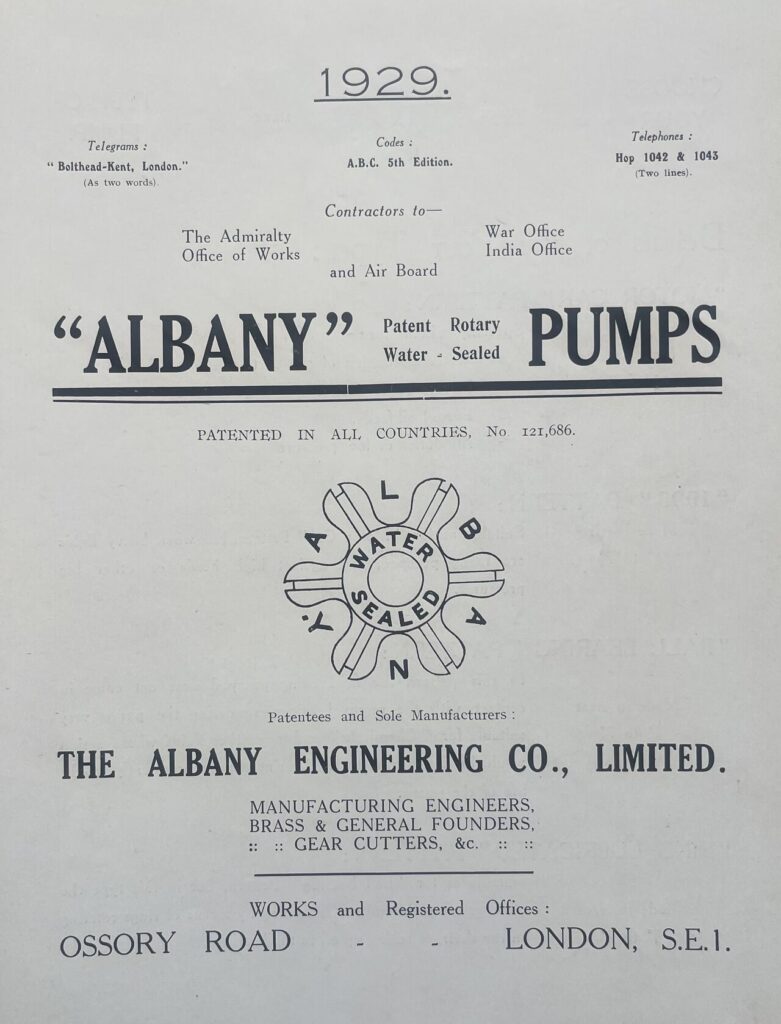 1929.
Telegrams :
"Bolthead-Kent, London."
(As two words).
Codes :
A.B.C. 5th Edition.
Telephones :
Hop 1042 & 1043
(Two lines).
Contractors to—
The Admiralty
Office of Works
War Office
India Office
and Air Board
"ALBANY"
Patent Rotary
Water - Sealed
PUMPS
PATENTED IN ALL COUNTRIES, No 121,686.
ALBANY.
WATER
SEALED
Patentees and Sole Manufacturers :
THE ALBANY ENGINEERING CO., LIMITED.
MANUFACTURING ENGINEERS,
BRASS & GENERAL FOUNDERS,
:: :: GEAR CUTTERS, &c. :: ::
WORKS and Registered Offices :
OSSORY ROAD - - LONDON, S.E.1.